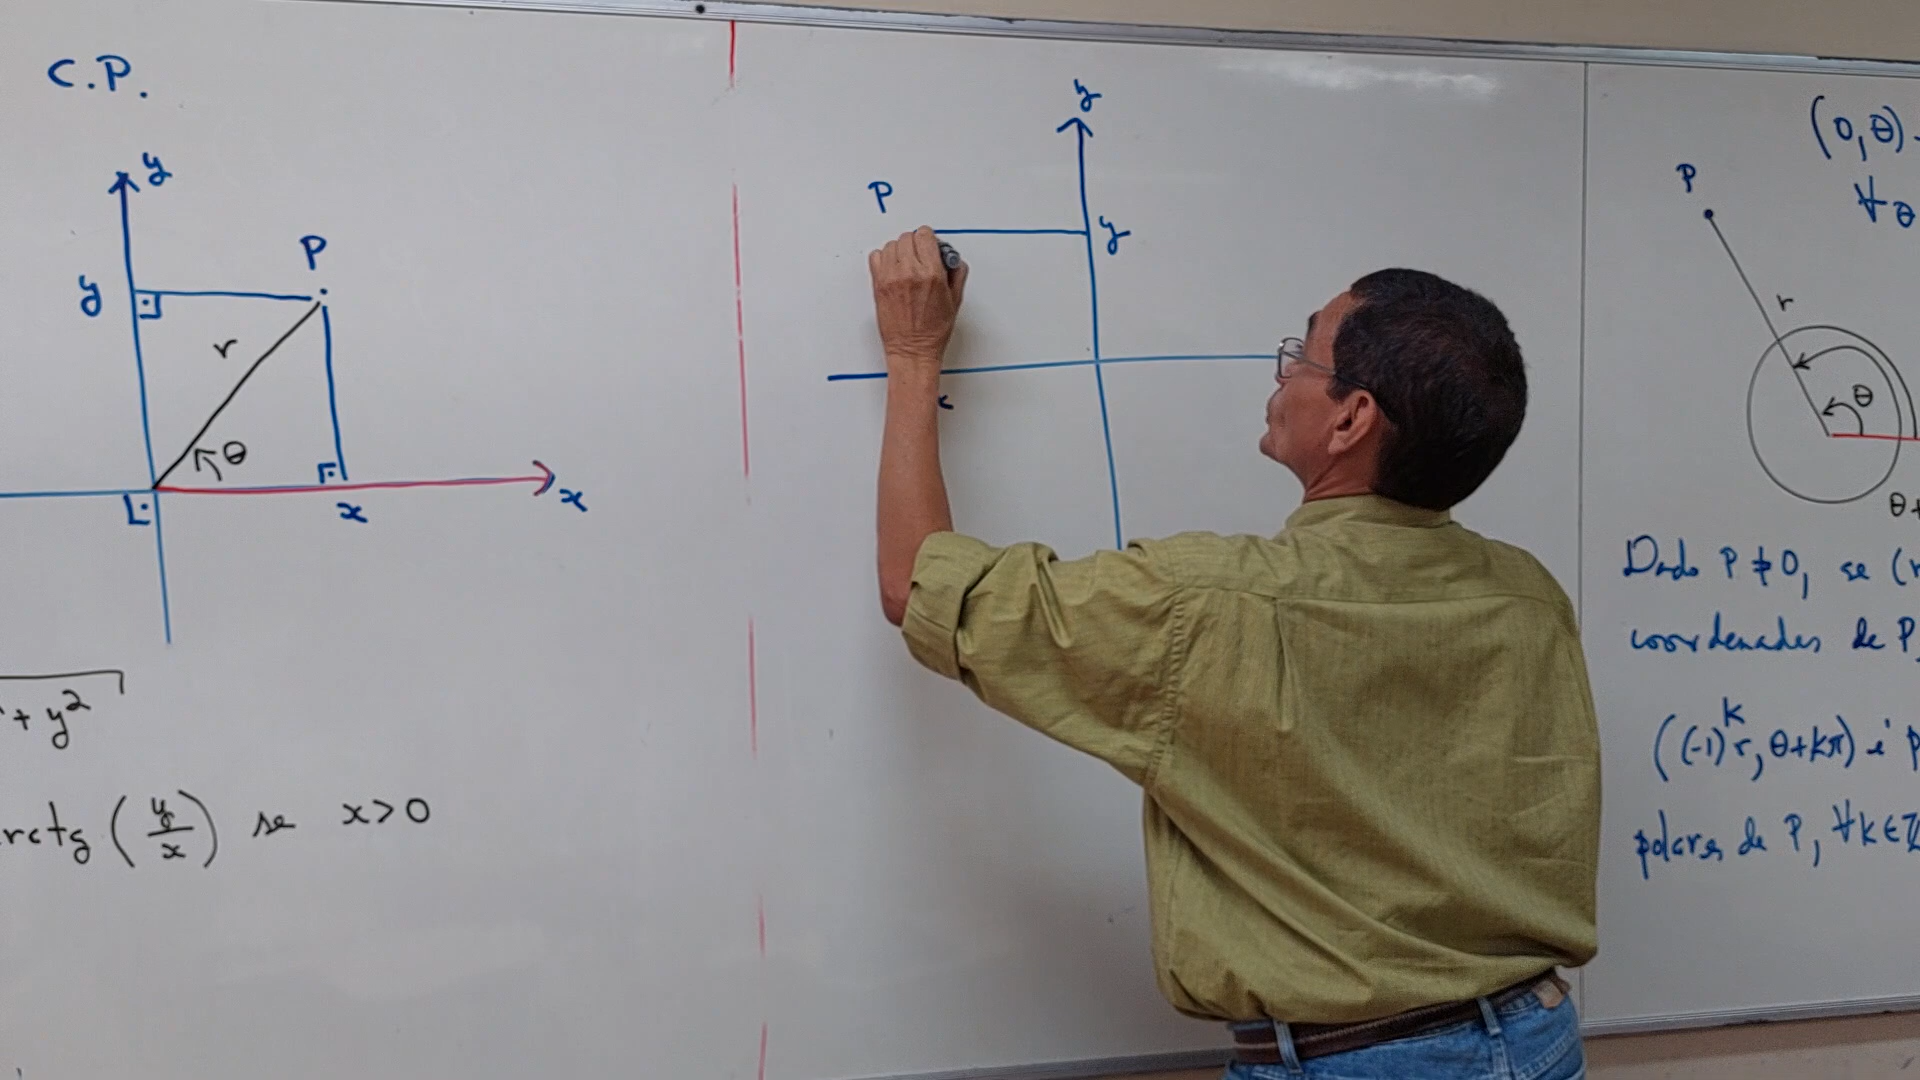 C.P.
y
P
y
r
θ
x
x
+ y²
rctg (y/x) se x>0
y
P
y
(0,θ)
∀θ
P
r
θ
θ+
Dado P ≠ 0, se (r
coordenadas de P,
((-1)^k r, θ+kπ) é p
polares de P, ∀k∈ℤ